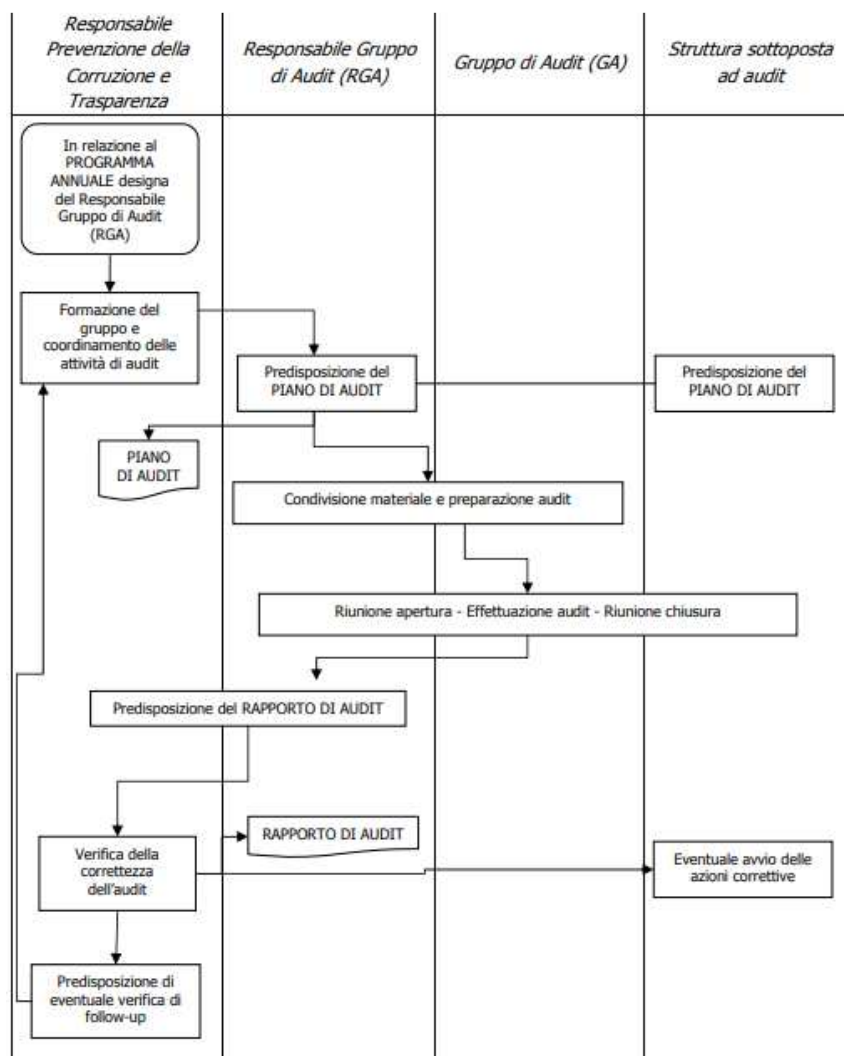 Responsabile
Prevenzione della
Corruzione e
Trasparenza
Responsabile Gruppo
di Audit (RGA)
Gruppo di Audit (GA)
Struttura sottoposta
ad audit
In relazione al
PROGRAMMA
ANNUALE designa
del Responsabile
Gruppo di Audit
(RGA)
Formazione del
gruppo e
coordinamento delle
attività di audit
Predisposizione del
PIANO DI AUDIT
Predisposizione del
PIANO DI AUDIT
PIANO
DI AUDIT
Condivisione materiale e preparazione audit
Riunione apertura - Effettuazione audit - Riunione chiusura
Predisposizione del RAPPORTO DI AUDIT
RAPPORTO DI AUDIT
Verifica della
correttezza
dell'audit
Eventuale avvio delle
azioni correttive
Predisposizione di
eventuale verifica di
follow-up